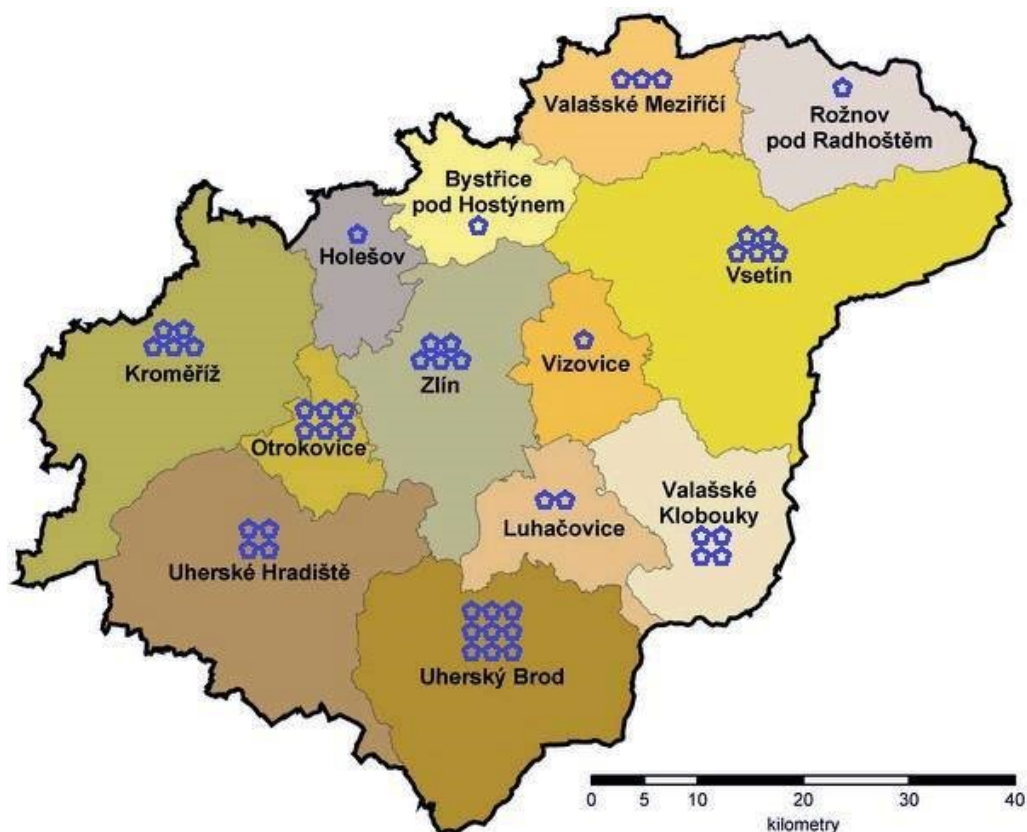 Valašské Meziříčí
Rožnov
pod Radhoštěm
Bystřice
pod Hostýnem
Holešov
Vsetín
Kroměříž
Zlín
Vizovice
Otrokovice
Valašské
Klobouky
Luhačovice
Uherské Hradiště
Uherský Brod
0 5 10 20 30 40
kilometry